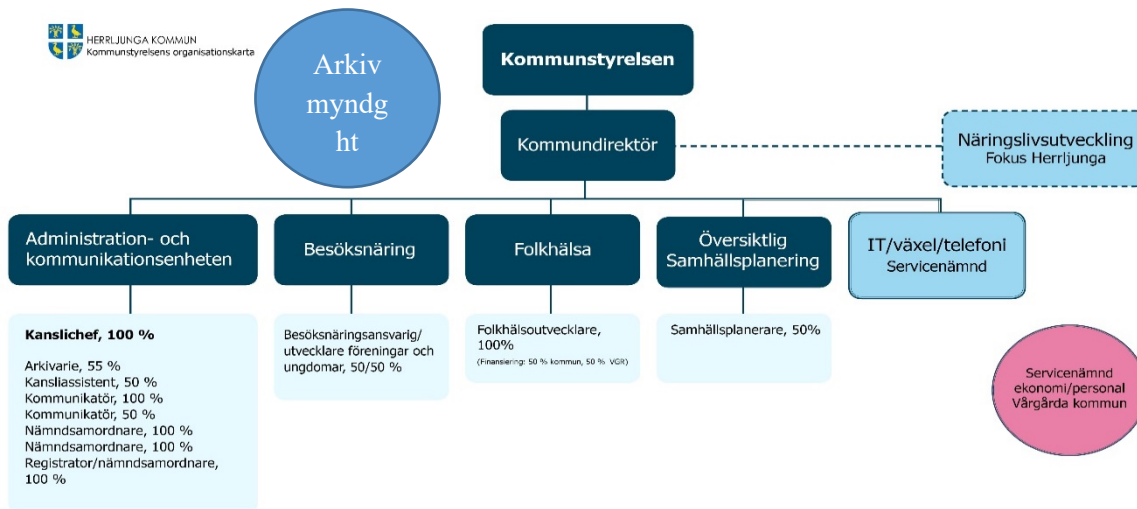 HERRLJUNGA KOMMUN
Kommunstyrelsens organisationskarta
Arkiv
myndg
ht
Kommunstyrelsen
Kommundirektör
Näringslivsutveckling
Fokus Herrljunga
Administration- och
kommunikationsenheten
Besöksnäring
Folkhälsa
Översiktlig
Samhällsplanering
IT/växel/telefoni
Servicenämnd
Kanslichef, 100 %
Arkivarie, 55 %
Kansliassistent, 50 %
Kommunikatör, 100 %
Kommunikatör, 50 %
Nämndsamordnare, 100 %
Nämndsamordnare, 100 %
Registrator/nämndsamordnare,
100 %
Besöksnäringsansvarig/
utvecklare föreningar och
ungdomar, 50/50 %
Folkhälsoutvecklare,
100%
(Finansiering: 50 % kommun, 50 % VGR)
Samhällsplanerare, 50%
Servicenämnd
ekonomi/personal
Vårgårda kommun